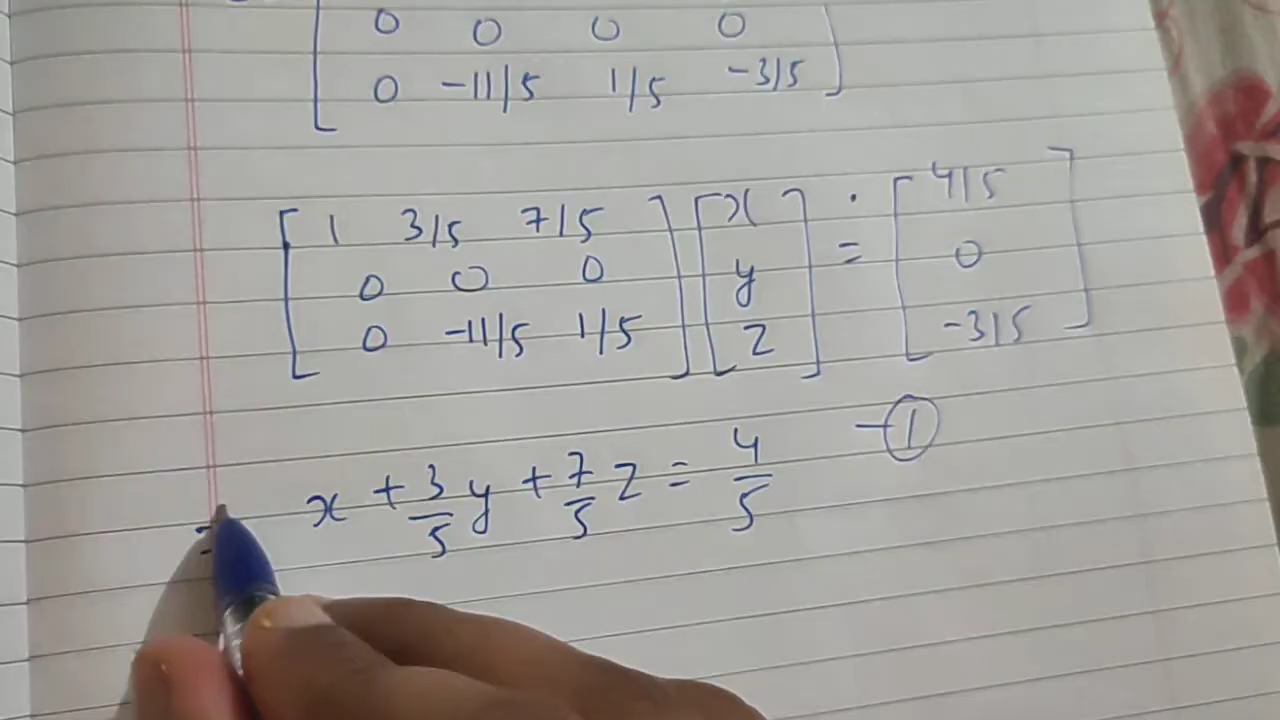 0 0 0 0
0 -11/5 1/5 -3/5
1 3/5 7/5 x = 4/5
0 0 0 y 0
0 -11/5 1/5 z -3/5
x + 3/5 y + 7/5 z = 4/5 - ①